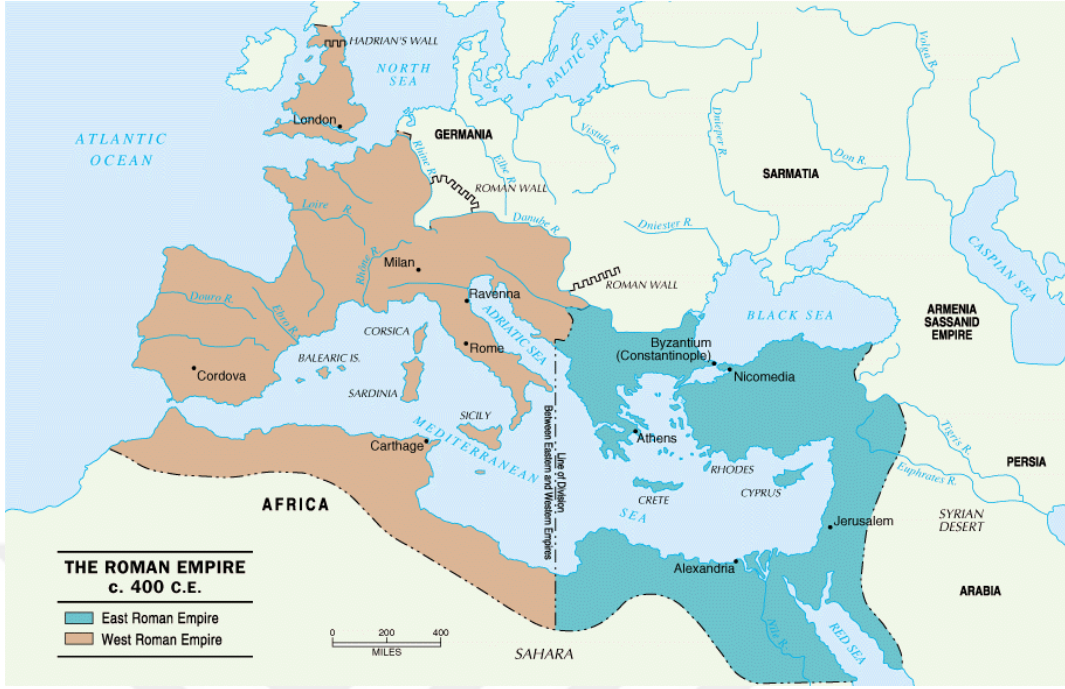 HADRIAN'S WALL
NORTH
SEA
BALTIC SEA
Volga R.
London
ATLANTIC
OCEAN
GERMANIA
Rhine R.
Elbe R.
Vistula R.
Dnieper R.
Don R.
SARMATIA
ROMAN WALL
Loire R.
Danube R.
Dniester R.
CASPIAN SEA
Milan
Rhône R.
ROMAN WALL
Ravenna
Douro R.
Ebro R.
ADRIATIC SEA
BLACK SEA
ARMENIA
SASSANID
EMPIRE
CORSICA
Rome
Byzantium
(Constantinople)
BALEARIC IS.
Nicomedia
Cordova
SARDINIA
SICILY
MEDITERRANEAN
Carthage
Line of Division
Between Eastern and Western Empires
Athens
Tigris R.
RHODES
PERSIA
Euphrates R.
CRETE
CYPRUS
AFRICA
SEA
Jerusalem
SYRIAN
DESERT
Alexandria
ARABIA
THE ROMAN EMPIRE
c. 400 C.E.
East Roman Empire
West Roman Empire
0 200 400
MILES
SAHARA
Nile R.
RED SEA